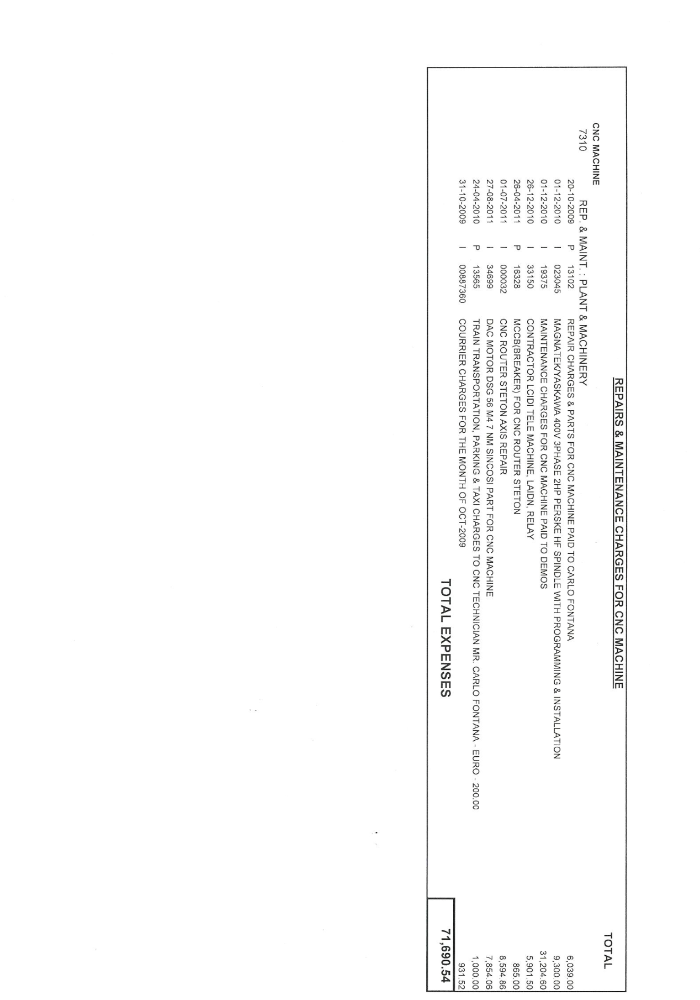 REPAIRS & MAINTENANCE CHARGES FOR CNC MACHINE
TOTAL
CNC MACHINE
7310 REP. & MAINT. : PLANT & MACHINERY
20-10-2009 P 13102 REPAIR CHARGES & PARTS FOR CNC MACHINE PAID TO CARLO FONTANA 6,039.00
01-12-2010 I 023045 MAGNATEK/YASKAWA 400V 3PHASE 2HP PERSKE HF SPINDLE WITH PROGRAMMING & INSTALLATION 9,300.00
01-12-2010 I 19375 MAINTENANCE CHARGES FOR CNC MACHINE PAID TO DEMOS 31,204.60
26-12-2010 I 33150 CONTRACTOR LCIDI TELE MACHINE, LAIDN, RELAY 5,901.50
26-04-2011 P 16328 MCCB(BREAKER) FOR CNC ROUTER STETON 865.00
01-07-2011 I 000032 CNC ROUTER STETON AXIS REPAIR 8,594.86
27-08-2011 I 34699 DAC MOTOR DSG 56 M4 7 NM SINCOSI PART FOR CNC MACHINE 7,854.06
24-04-2010 P 13565 TRAIN TRANSPORTATION, PARKING & TAXI CHARGES TO CNC TECHNICIAN MR. CARLO FONTANA - EURO - 200.00 1,000.00
31-10-2009 I 00887360 COURRIER CHARGES FOR THE MONTH OF OCT-2009 931.52
TOTAL EXPENSES 71,690.54